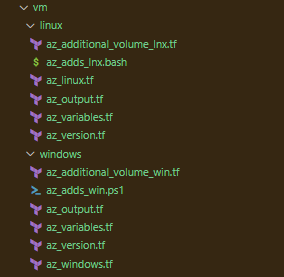 vm
linux
az_additional_volume_lnx.tf
az_adds_lnx.bash
az_linux.tf
az_output.tf
az_variables.tf
az_version.tf
windows
az_additional_volume_win.tf
az_adds_win.ps1
az_output.tf
az_variables.tf
az_version.tf
az_windows.tf